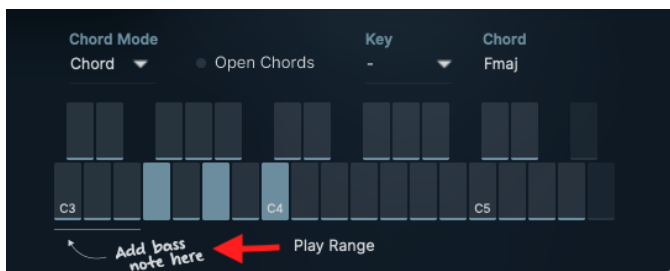 Chord Mode Key Chord
Chord Open Chords - Fmaj
C3 C4 C5
Add bass Play Range
note here